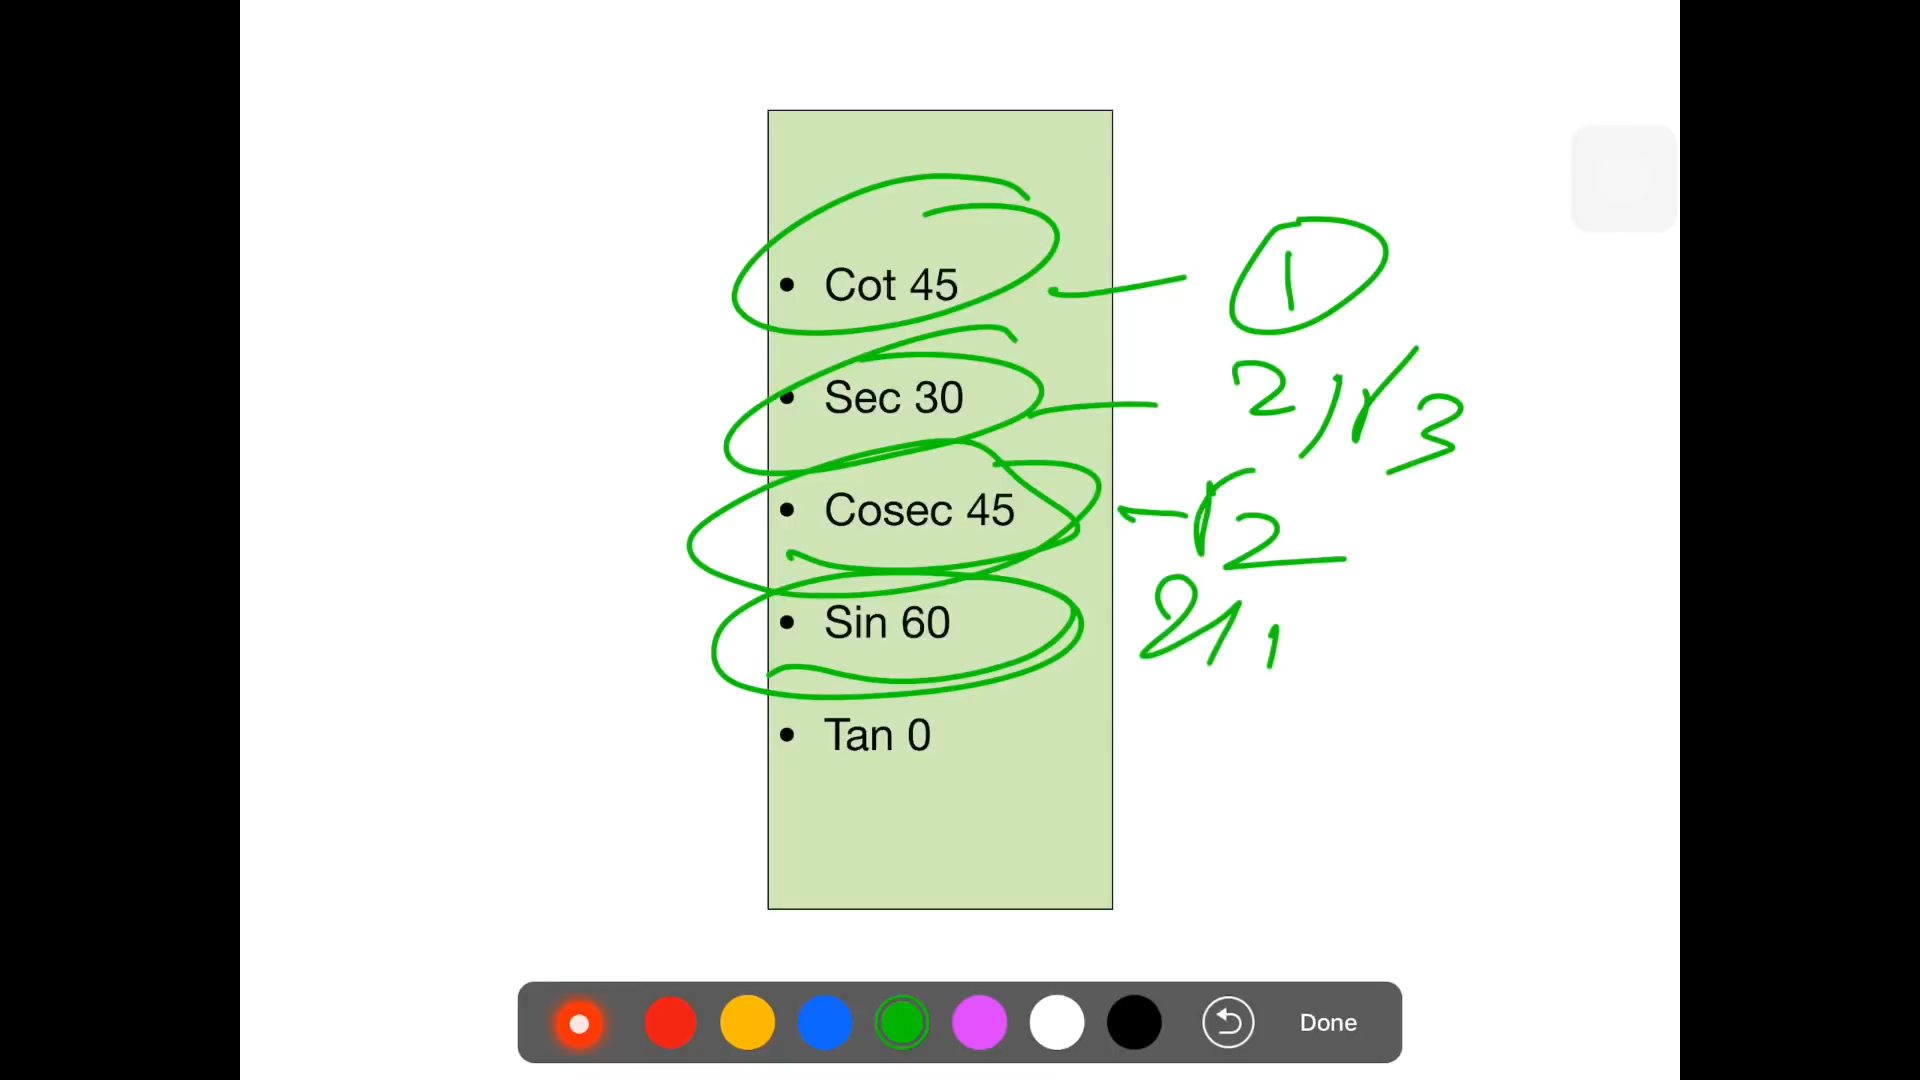 • Cot 45
1
• Sec 30
2/√3
• Cosec 45
√2
• Sin 60
• Tan 0
Done